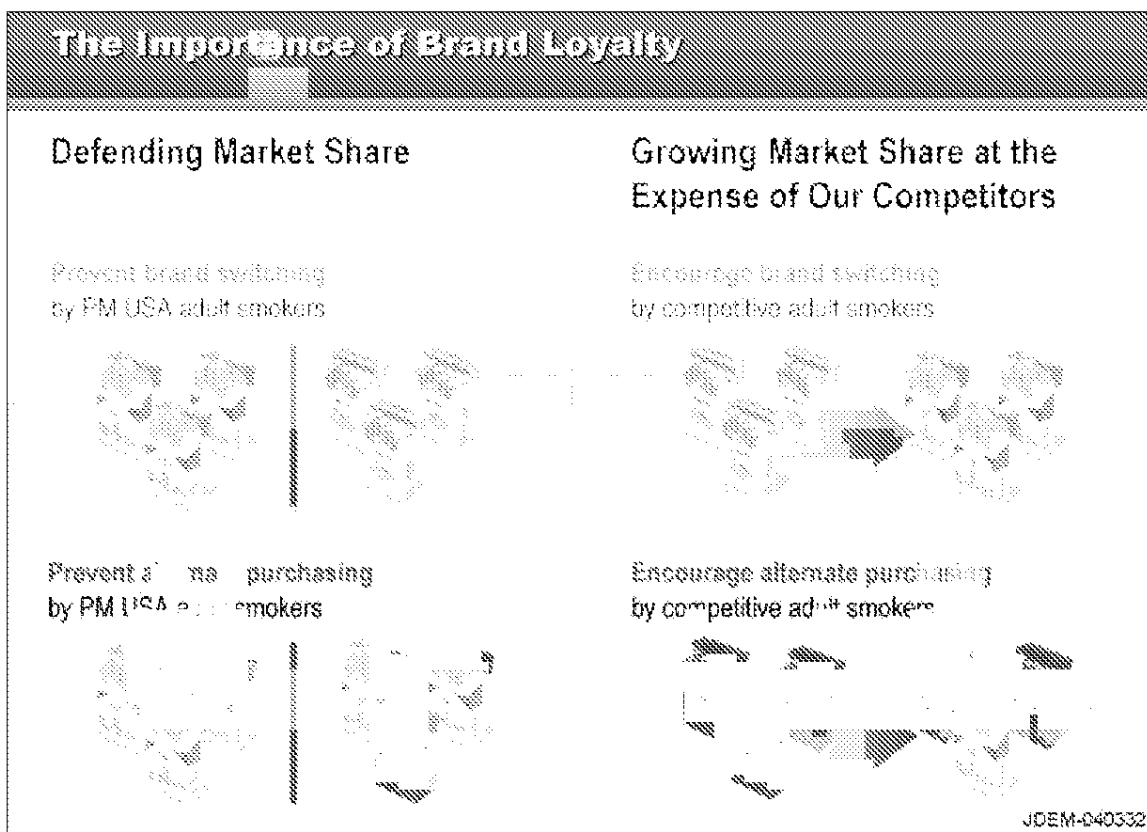 The Importance of Brand Loyalty
Defending Market Share
Prevent brand switching
by PM USA adult smokers
Prevent purchasing
by PM USA smokers
Growing Market Share at the
Expense of Our Competitors
Encourage brand switching
by competitive adult smokers
Encourage alternate purchasing
by competitive adult smokers
JDEM-040332